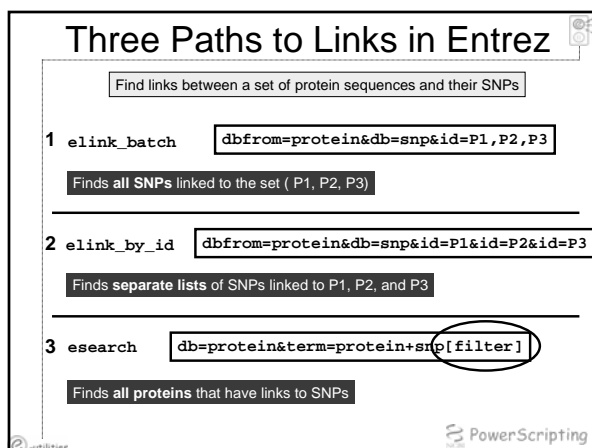 Three Paths to Links in Entrez
Find links between a set of protein sequences and their SNPs
1 elink_batch dbfrom=protein&db=snp&id=P1,P2,P3
Finds all SNPs linked to the set ( P1, P2, P3)
2 elink_by_id dbfrom=protein&db=snp&id=P1&id=P2&id=P3
Finds separate lists of SNPs linked to P1, P2, and P3
3 esearch db=protein&term=protein+snp[filter]
Finds all proteins that have links to SNPs
PowerScripting